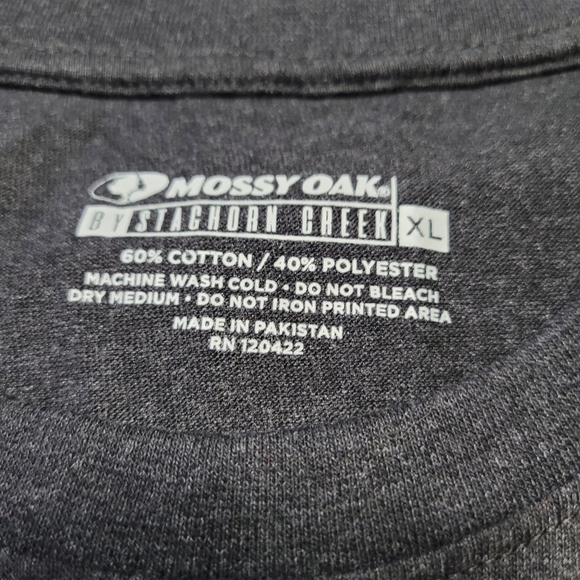 MOSSY OAK®
BY STAGHORN CREEK XL
60% COTTON / 40% POLYESTER
MACHINE WASH COLD • DO NOT BLEACH
DRY MEDIUM • DO NOT IRON PRINTED AREA
MADE IN PAKISTAN
RN 120422